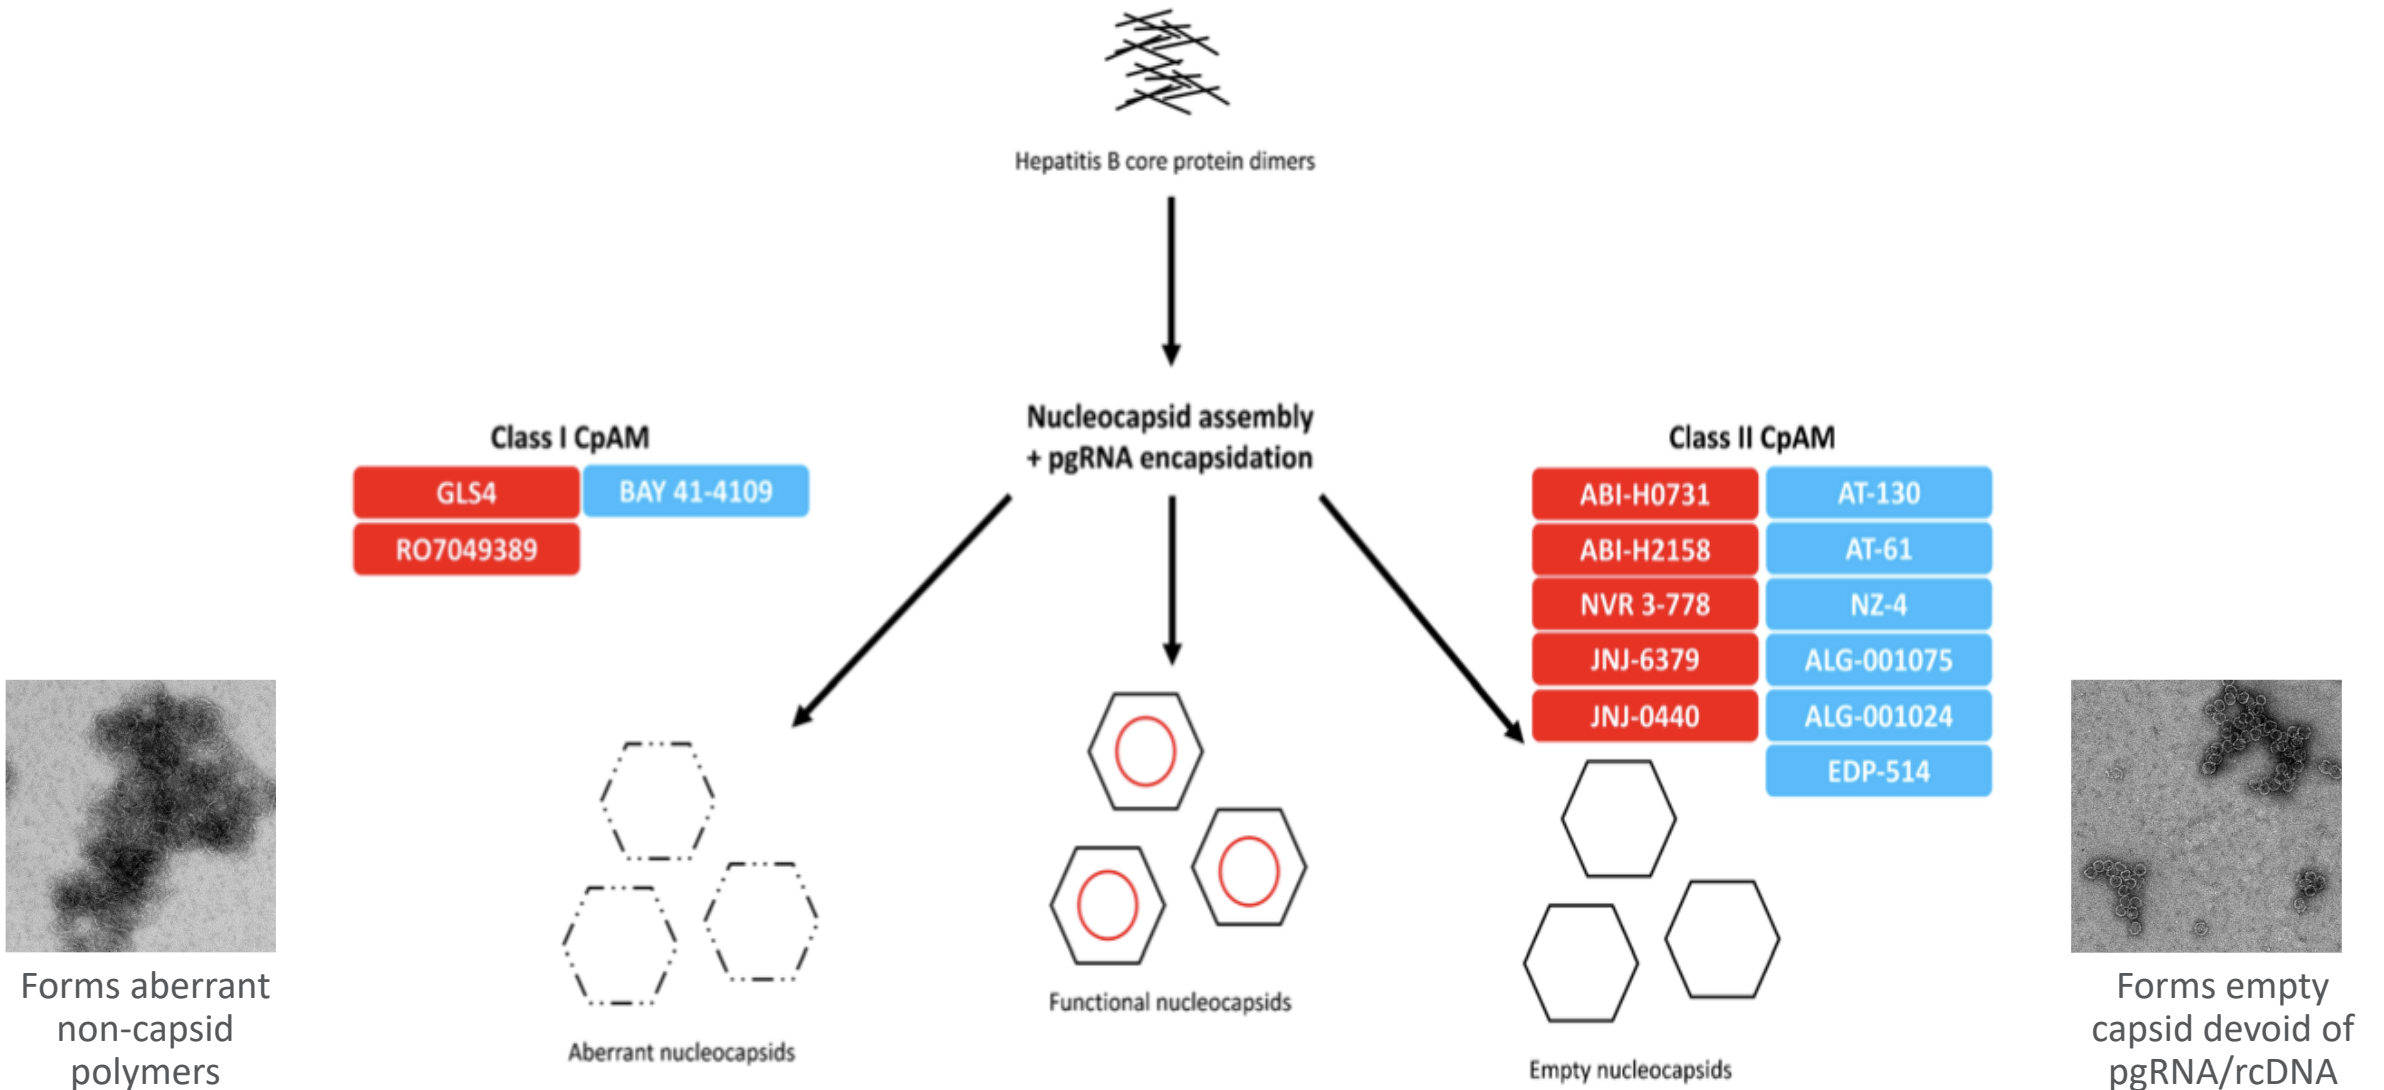 Hepatitis B core protein dimers
Nucleocapsid assembly
+ pgRNA encapsidation
Class I CpAM
GLS4
BAY 41-4109
RO7049389
Class II CpAM
ABI-H0731
AT-130
ABI-H2158
AT-61
NVR 3-778
NZ-4
JNJ-6379
ALG-001075
JNJ-0440
ALG-001024
EDP-514
Forms aberrant
non-capsid
polymers
Aberrant nucleocapsids
Functional nucleocapsids
Empty nucleocapsids
Forms empty
capsid devoid of
pgRNA/rcDNA